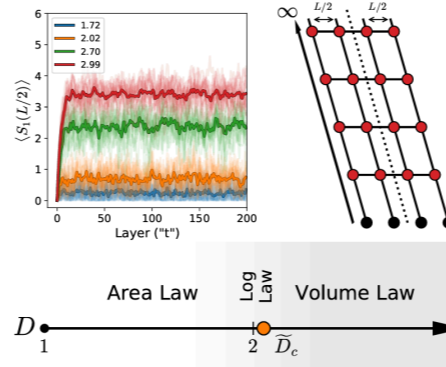 6
5
4
3
2
1
0
⟨S₁(L/2)⟩
1.72
2.02
2.70
2.99
0
50
100
150
200
Layer ("t")
∞
L/2
L/2
Area Law
Log Law
Volume Law
D
1
2
D̃c